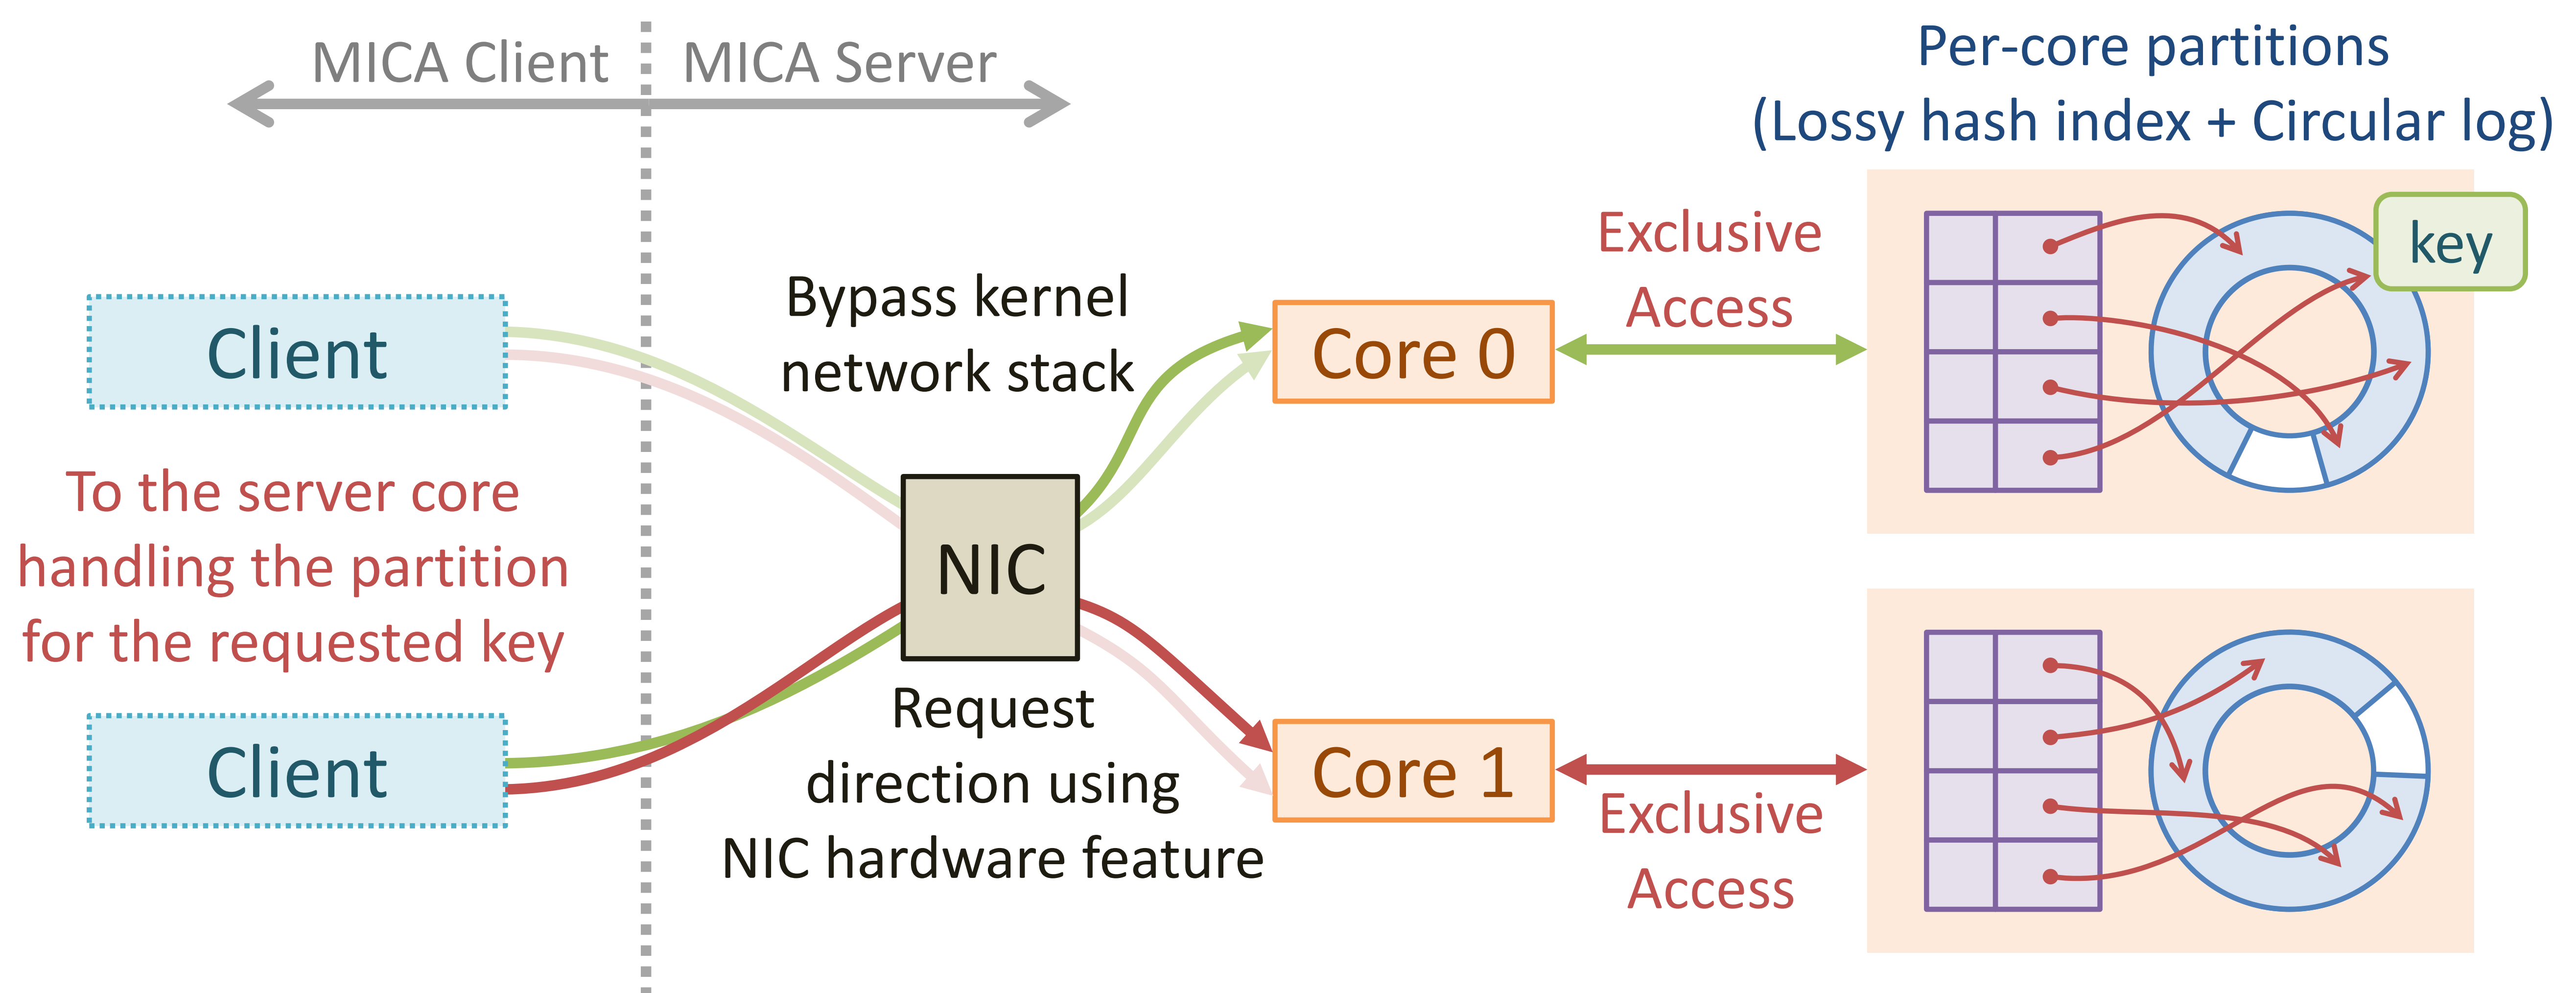 MICA Client
MICA Server
Per-core partitions
(Lossy hash index + Circular log)
Client
To the server core
handling the partition
for the requested key
Client
Bypass kernel
network stack
NIC
Request
direction using
NIC hardware feature
Core 0
Core 1
Exclusive
Access
key
Exclusive
Access